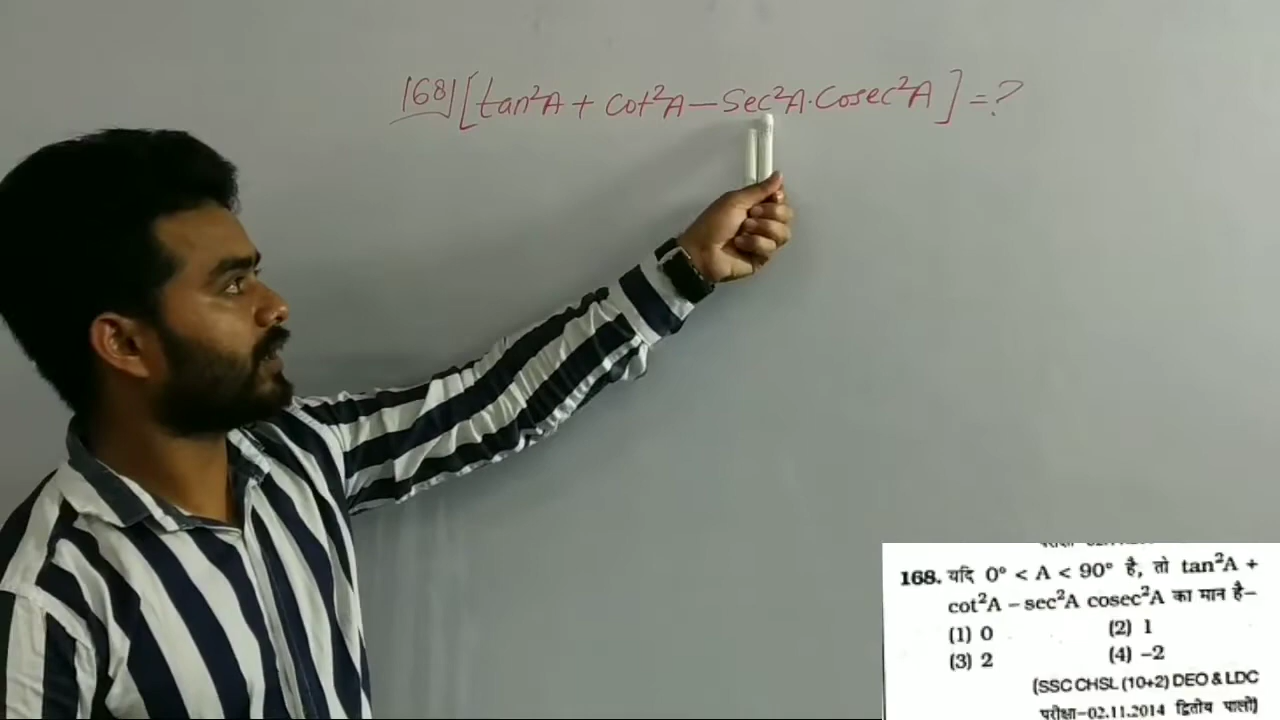 168] [tan²A + cot²A – Sec²A·Cosec²A] = ?
168. यदि 0° < A < 90° है, तो tan²A +
cot²A – sec²A cosec²A का मान है–
(1) 0 (2) 1
(3) 2 (4) –2
(SSC CHSL (10+2) DEO & LDC
परीक्षा–02.11.2014 द्वितीय पाली)